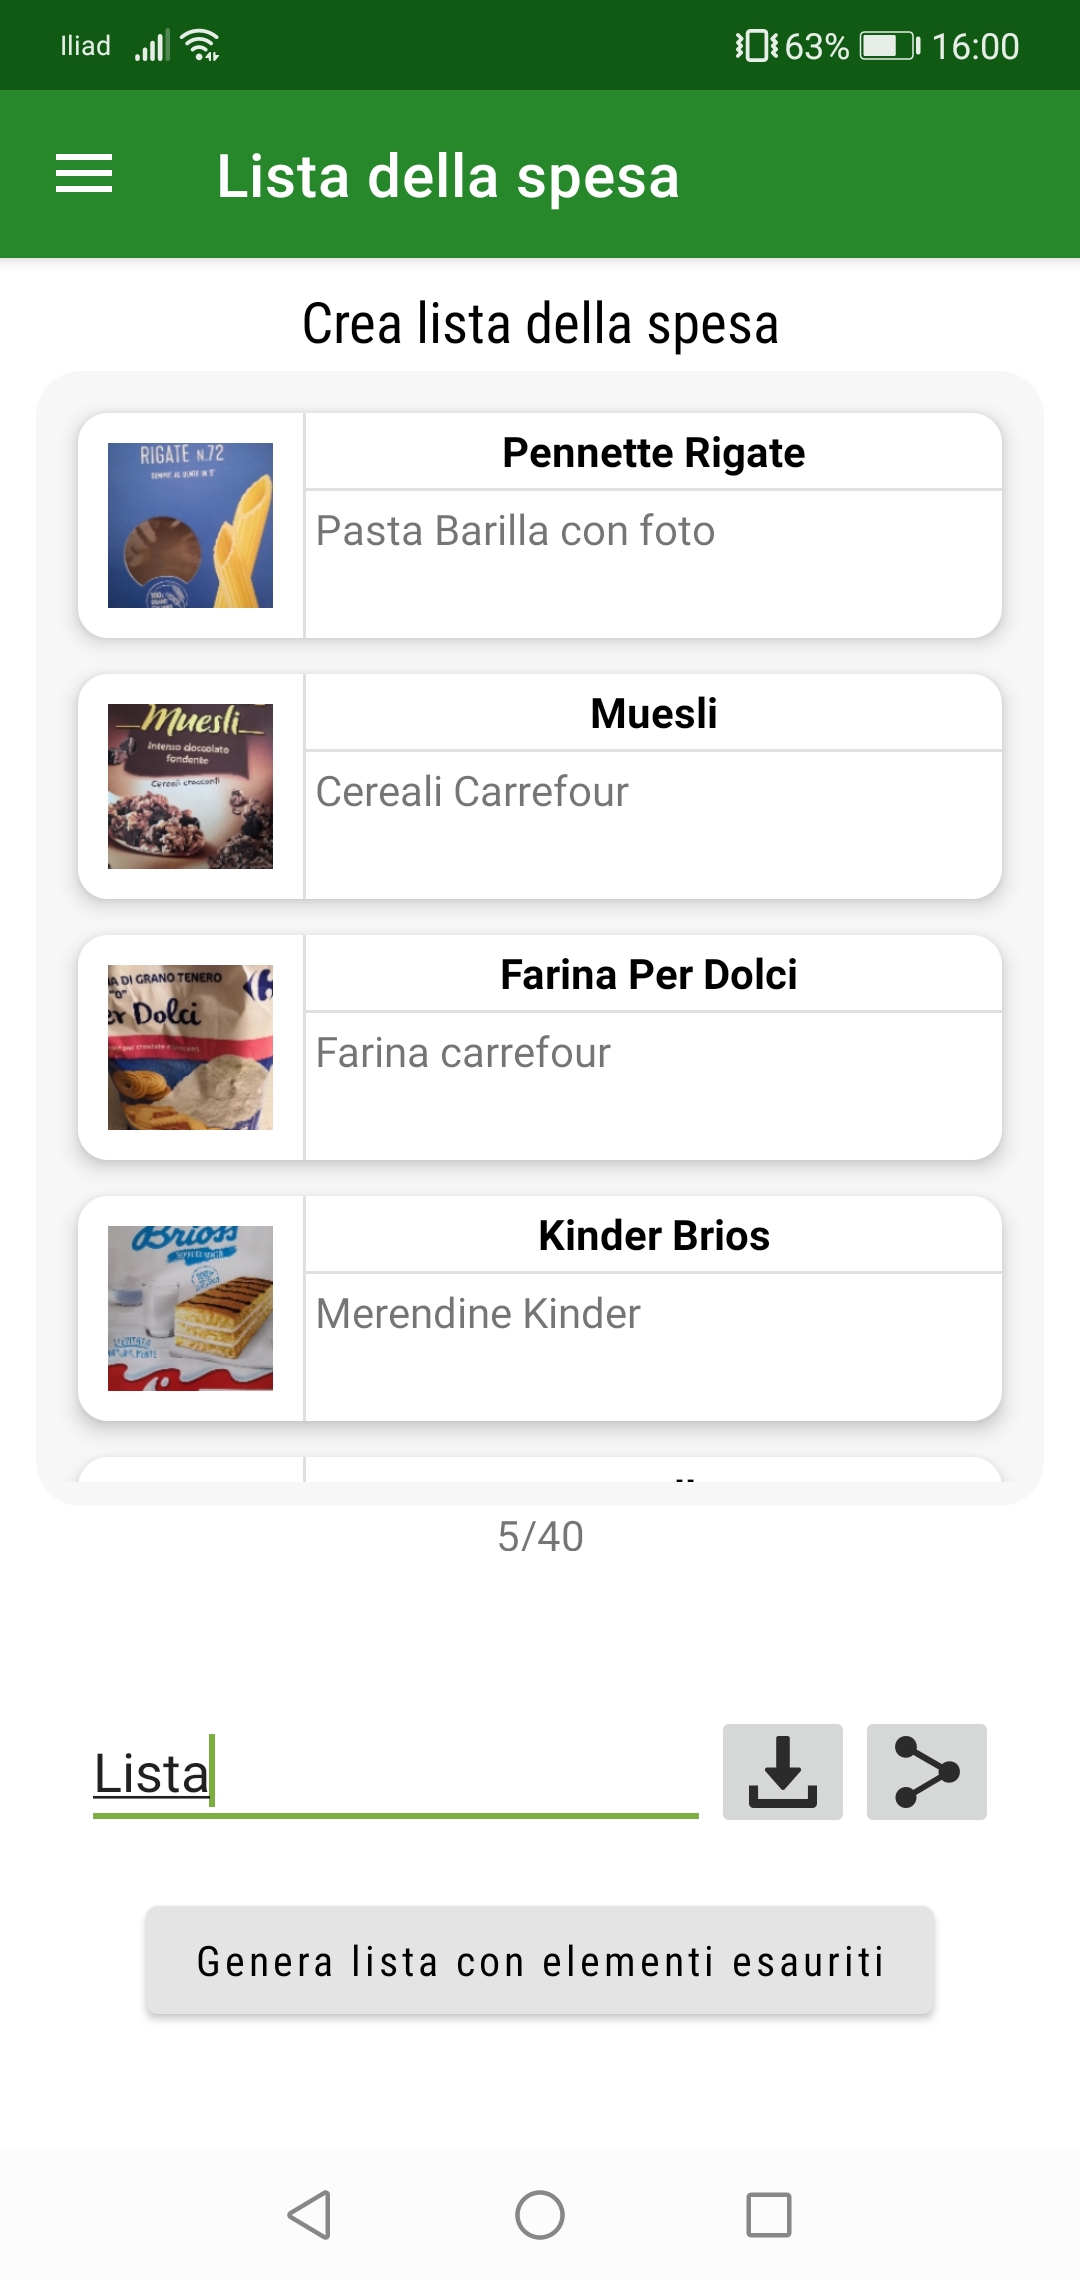 Iliad 63% 16:00
Lista della spesa
Crea lista della spesa
RIGATE N.72
Pennette Rigate
Pasta Barilla con foto
Muesli
Intenso cioccolato
fondente
Cereali croccanti
Muesli
Cereali Carrefour
A DI GRANO TENERO
"0"
er Dolci
Farina Per Dolci
Farina carrefour
Brioss
Kinder Brios
Merendine Kinder
5/40
Lista
Genera lista con elementi esauriti